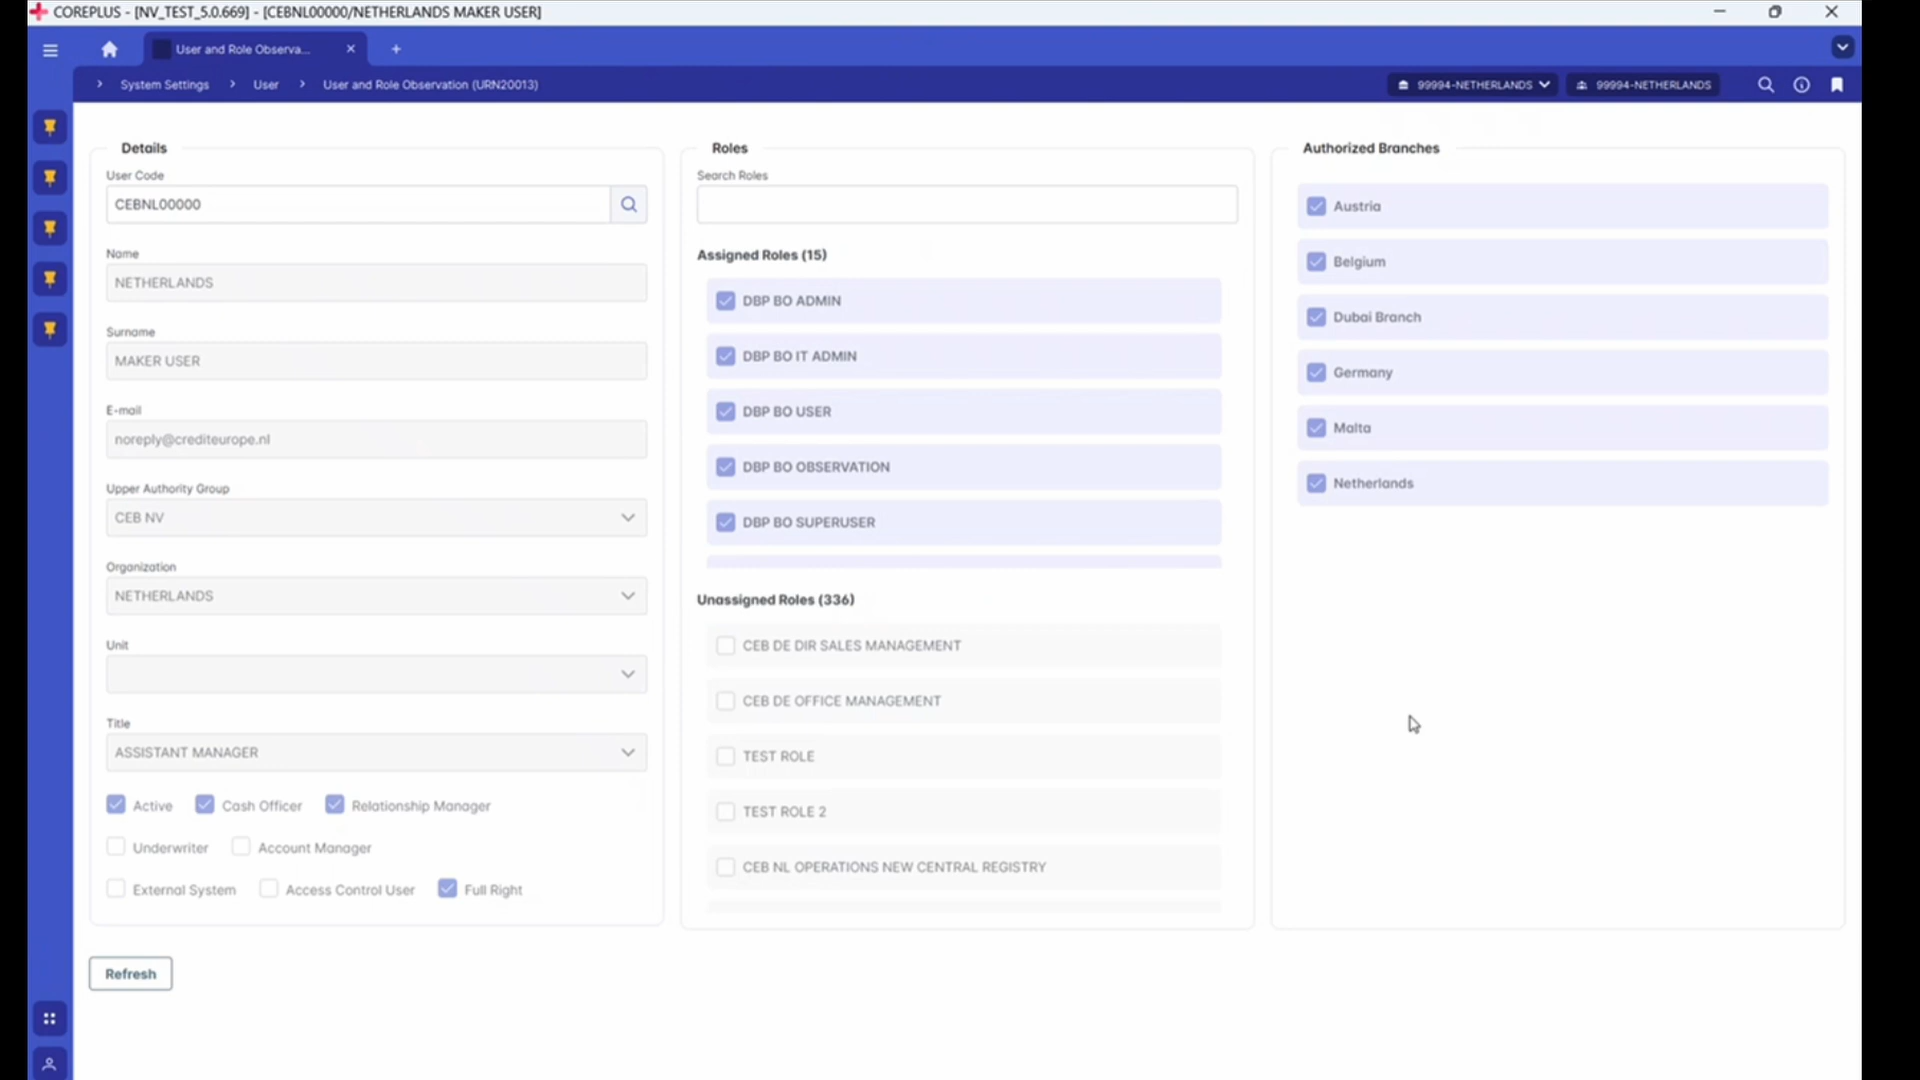 COREPLUS - [NV_TEST_5.0.669] - [CEBNL00000/NETHERLANDS MAKER USER]
User and Role Observa...
System Settings > User > User and Role Observation (URN20013)
99994-NETHERLANDS
99994-NETHERLANDS
Details
User Code
CEBNL00000
Name
NETHERLANDS
Surname
MAKER USER
E-mail
noreply@crediteurope.nl
Upper Authority Group
CEB NV
Organization
NETHERLANDS
Unit
Title
ASSISTANT MANAGER
Active Cash Officer Relationship Manager
Underwriter Account Manager
External System Access Control User Full Right
Refresh
Roles
Search Roles
Assigned Roles (15)
DBP BO ADMIN
DBP BO IT ADMIN
DBP BO USER
DBP BO OBSERVATION
DBP BO SUPERUSER
Unassigned Roles (336)
CEB DE DIR SALES MANAGEMENT
CEB DE OFFICE MANAGEMENT
TEST ROLE
TEST ROLE 2
CEB NL OPERATIONS NEW CENTRAL REGISTRY
Authorized Branches
Austria
Belgium
Dubai Branch
Germany
Malta
Netherlands